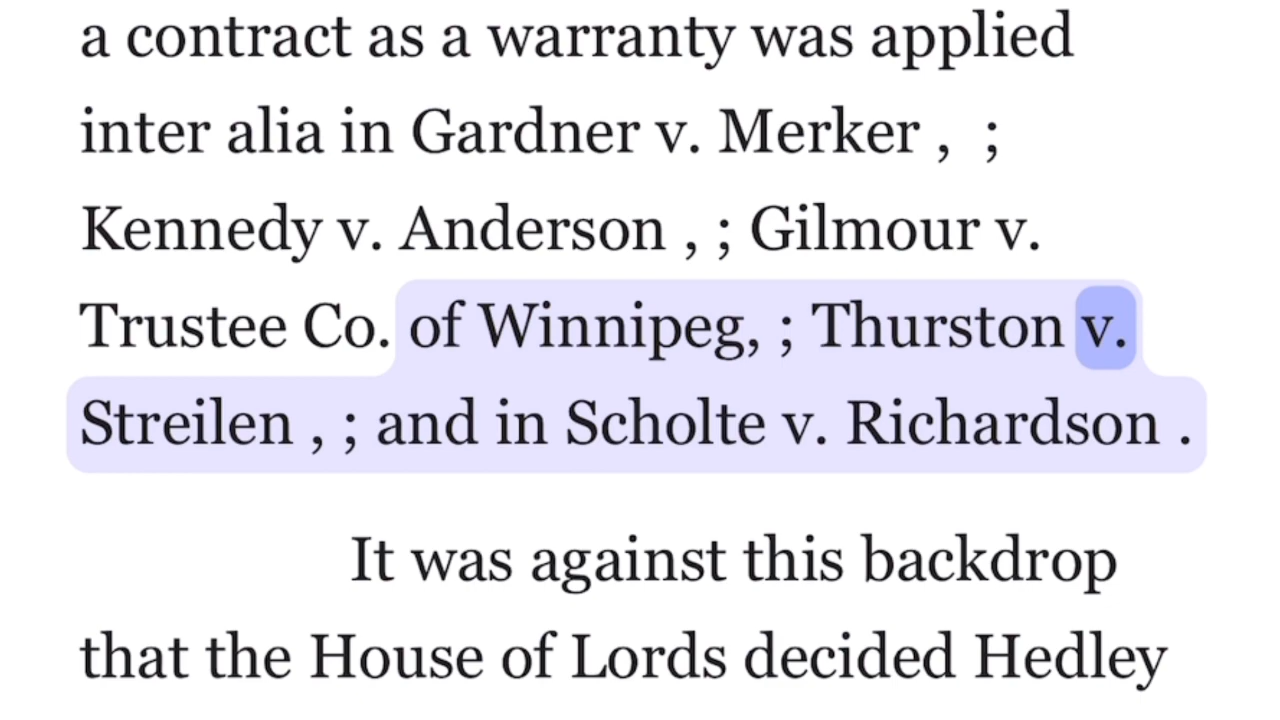 a contract as a warranty was applied
inter alia in Gardner v. Merker , ;
Kennedy v. Anderson , ; Gilmour v.
Trustee Co. of Winnipeg, ; Thurston v.
Streilen , ; and in Scholte v. Richardson .
It was against this backdrop
that the House of Lords decided Hedley